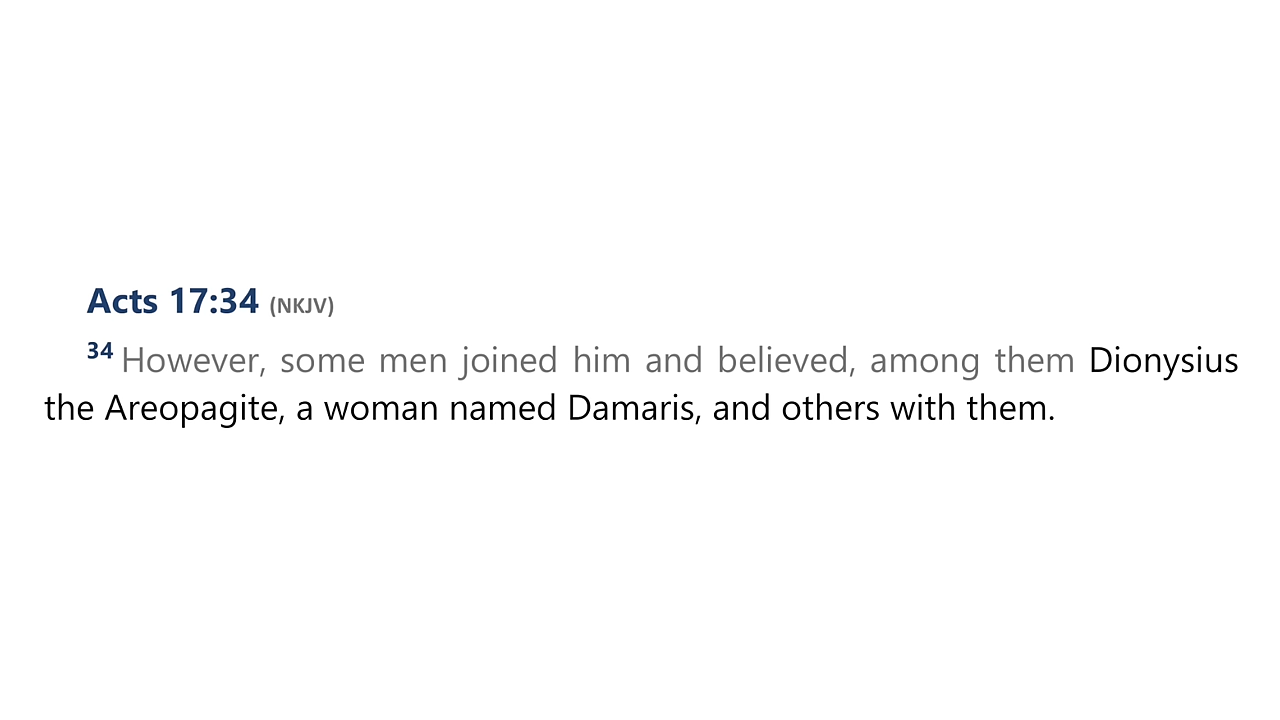 Acts 17:34 (NKJV)
34 However, some men joined him and believed, among them Dionysius
the Areopagite, a woman named Damaris, and others with them.